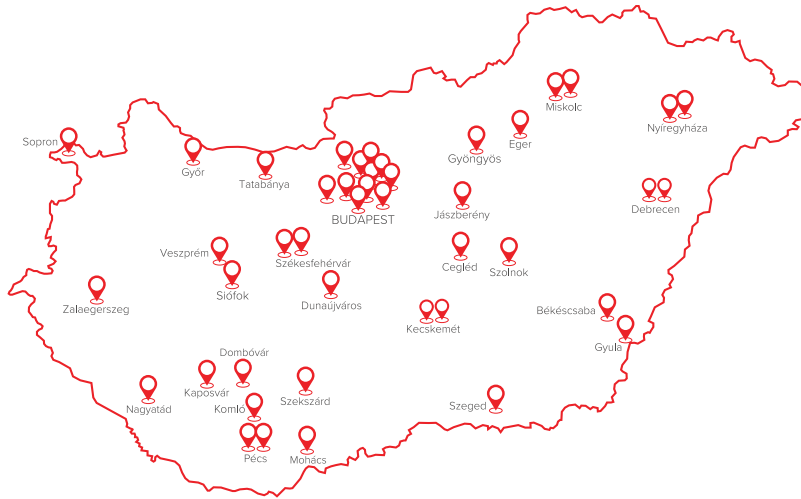 Miskolc
Nyíregyháza
Sopron
Eger
Gyöngyös
Győr
Tatabánya
Debrecen
Jászberény
BUDAPEST
Veszprém
Székesfehérvár
Cegléd
Szolnok
Siófok
Zalaegerszeg
Dunaújváros
Békéscsaba
Kecskemét
Gyula
Dombóvár
Kaposvár
Szekszárd
Nagyatád
Komló
Szeged
Pécs
Mohács